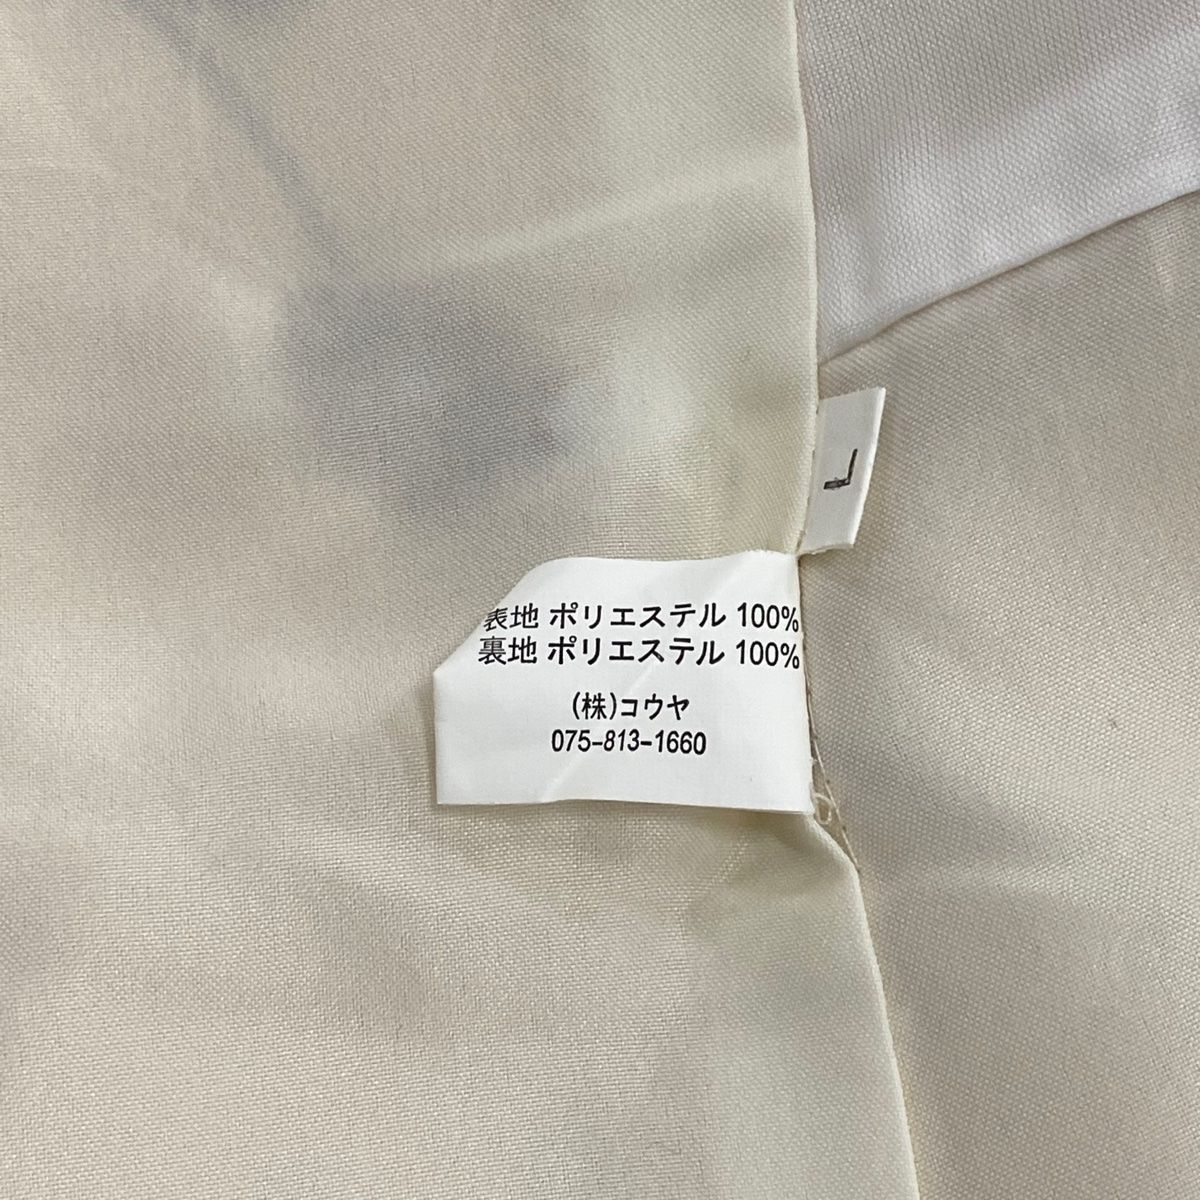 L
表地 ポリエステル 100%
裏地 ポリエステル 100%
(株)コウヤ
075-813-1660